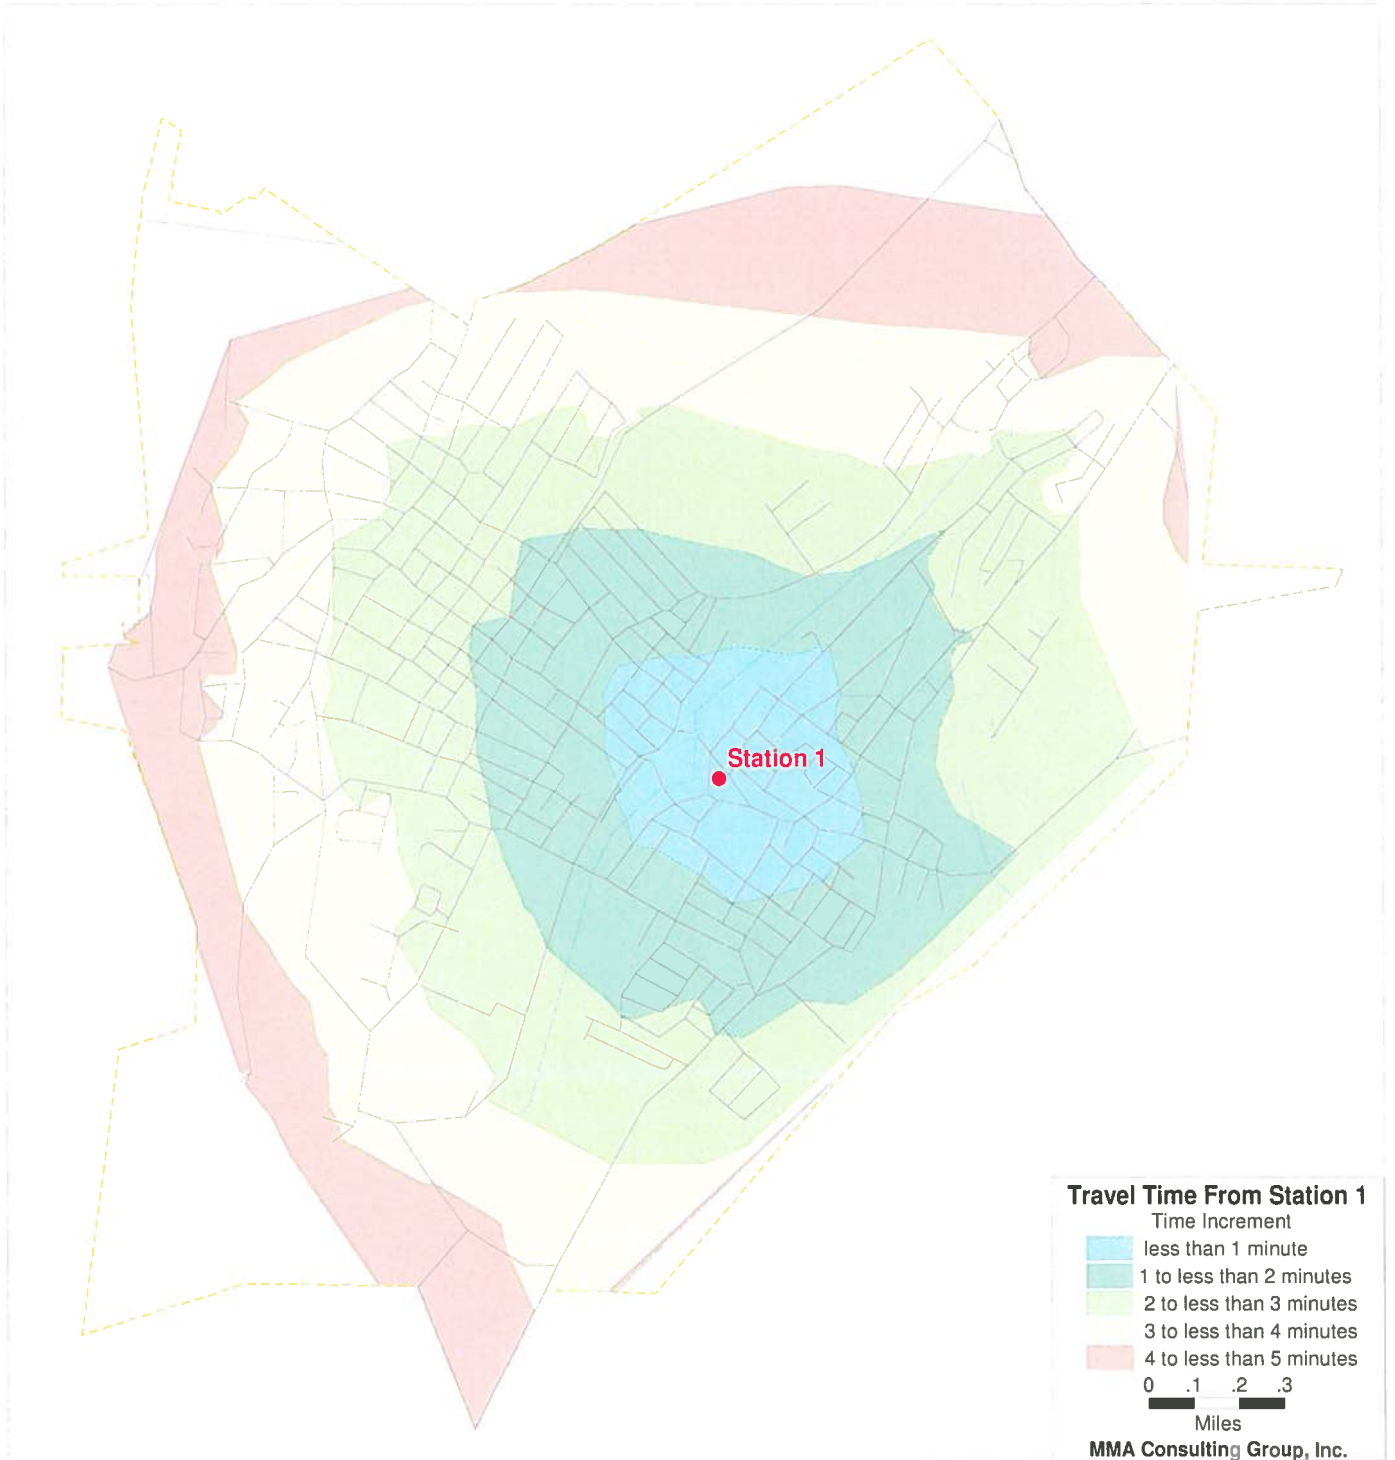 Station 1
Travel Time From Station 1
Time Increment
less than 1 minute
1 to less than 2 minutes
2 to less than 3 minutes
3 to less than 4 minutes
4 to less than 5 minutes
0 .1 .2 .3
Miles
MMA Consulting Group, Inc.